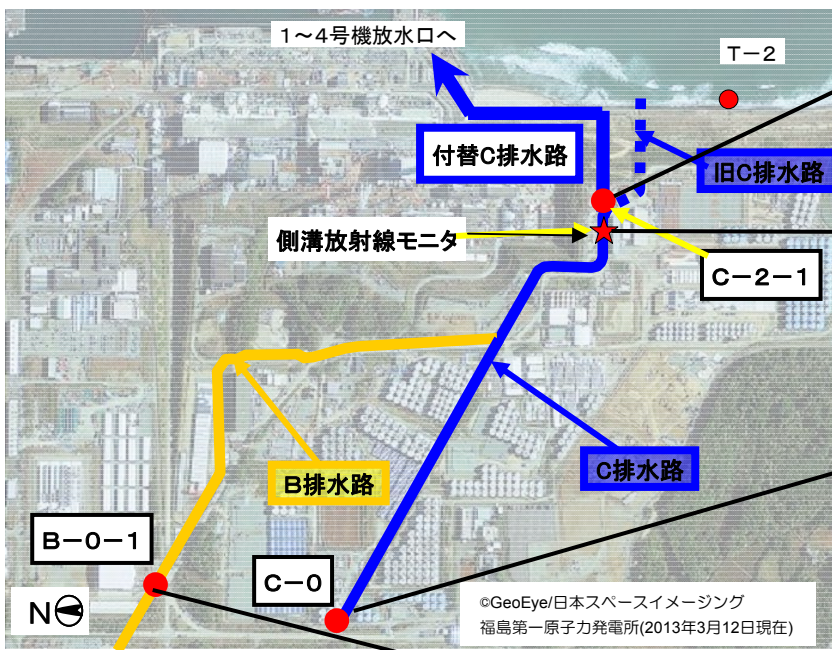 1~4号機放水口へ
T-2
付替C排水路
旧C排水路
側溝放射線モニタ
C-2-1
C排水路
B排水路
B-0-1
C-0
N
©GeoEye/日本スペースイメージング
福島第一原子力発電所(2013年3月12日現在)